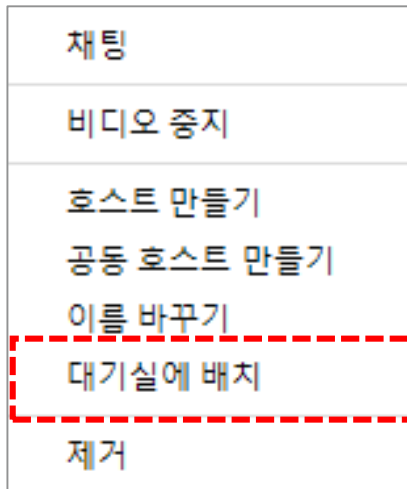 채팅
비디오 중지
호스트 만들기
공동 호스트 만들기
이름 바꾸기
대기실에 배치
제거